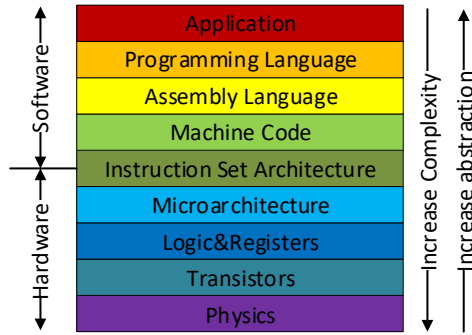 Application
Programming Language
Assembly Language
Machine Code
Instruction Set Architecture
Microarchitecture
Logic&Registers
Transistors
Physics
Software
Hardware
Increase Complexity
Increase abstraction